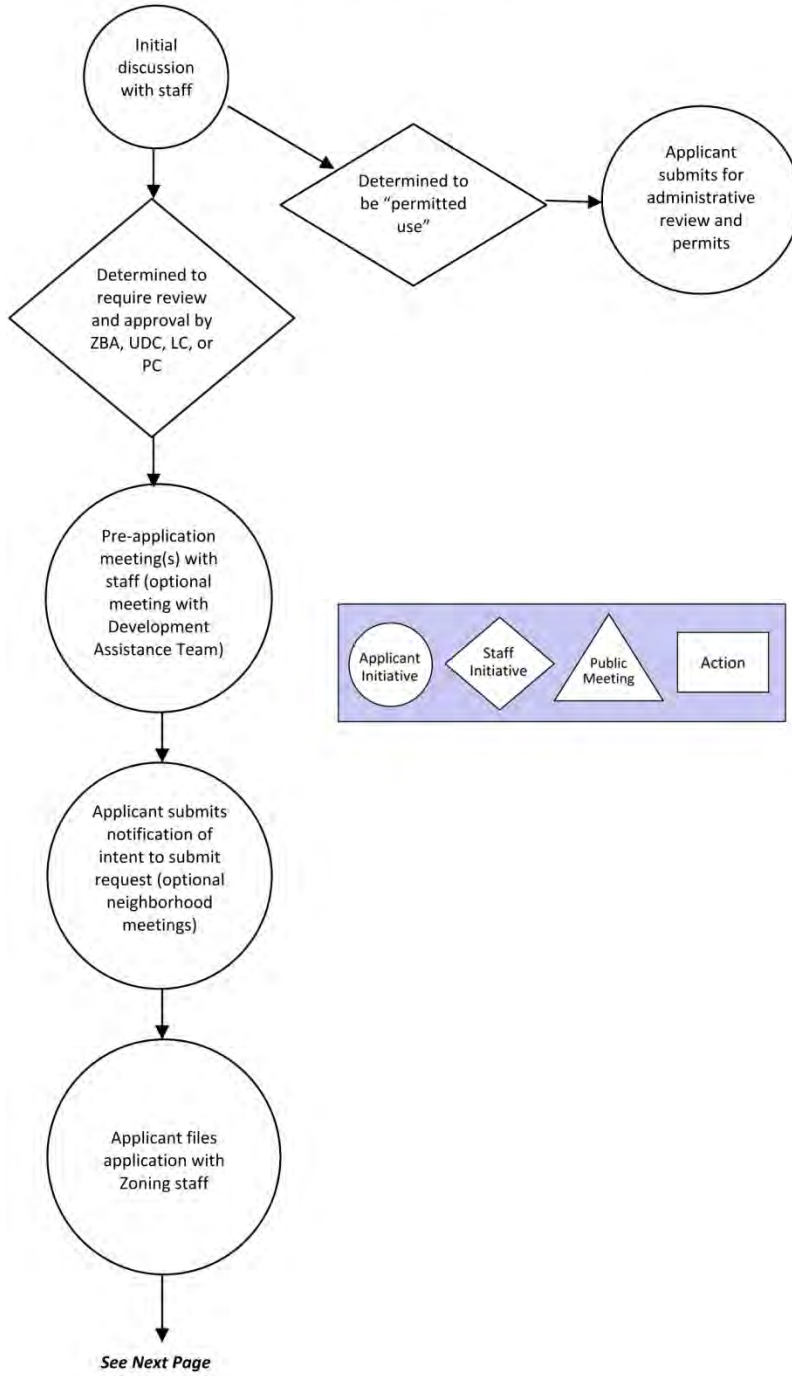 Initial
discussion
with staff
Determined to
be “permitted
use”
Applicant
submits for
administrative
review and
permits
Determined to
require review
and approval by
ZBA, UDC, LC, or
PC
Pre-application
meeting(s) with
staff (optional
meeting with
Development
Assistance Team)
Applicant
Initiative
Staff
Initiative
Public
Meeting
Action
Applicant submits
notification of
intent to submit
request (optional
neighborhood
meetings)
Applicant files
application with
Zoning staff
See Next Page